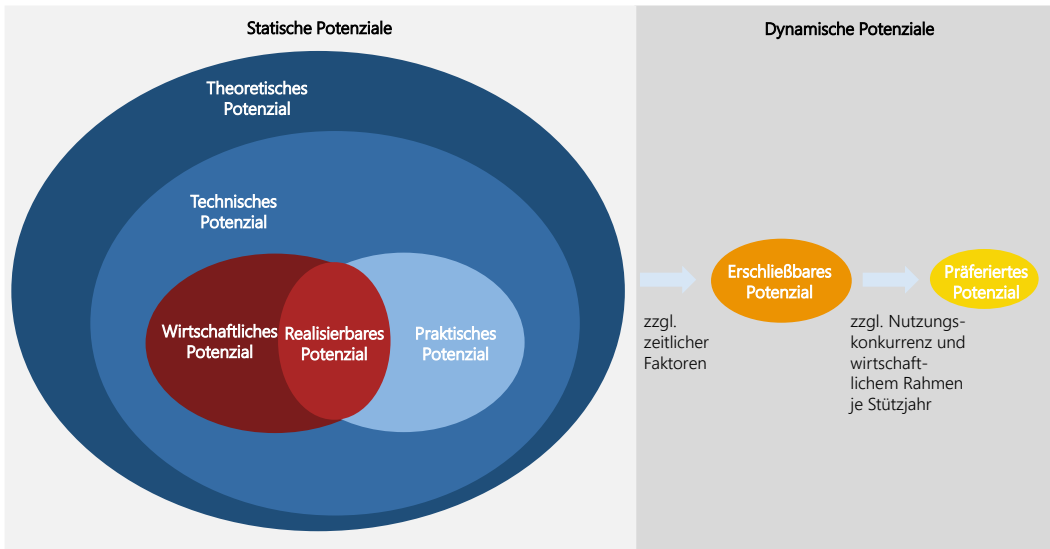 Statische Potenziale
Theoretisches
Potenzial
Technisches
Potenzial
Wirtschaftliches
Potenzial
Realisierbares
Potenzial
Praktisches
Potenzial
Dynamische Potenziale
zzgl.
zeitlicher
Faktoren
Erschließbares
Potenzial
zzgl. Nutzungs-
konkurrenz und
wirtschaft-
lichem Rahmen
je Stützjahr
Präferiertes
Potenzial